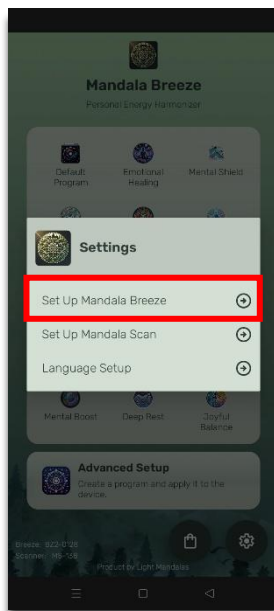 Mandala Breeze
Personal Energy Harmonizer
Default
Program
Emotional
Healing
Mental Shield
Settings
Set Up Mandala Breeze
Set Up Mandala Scan
Language Setup
Mental Boost
Deep Rest
Joyful
Balance
Advanced Setup
Create a program and apply it to the
device.
Product by Light Mandalas